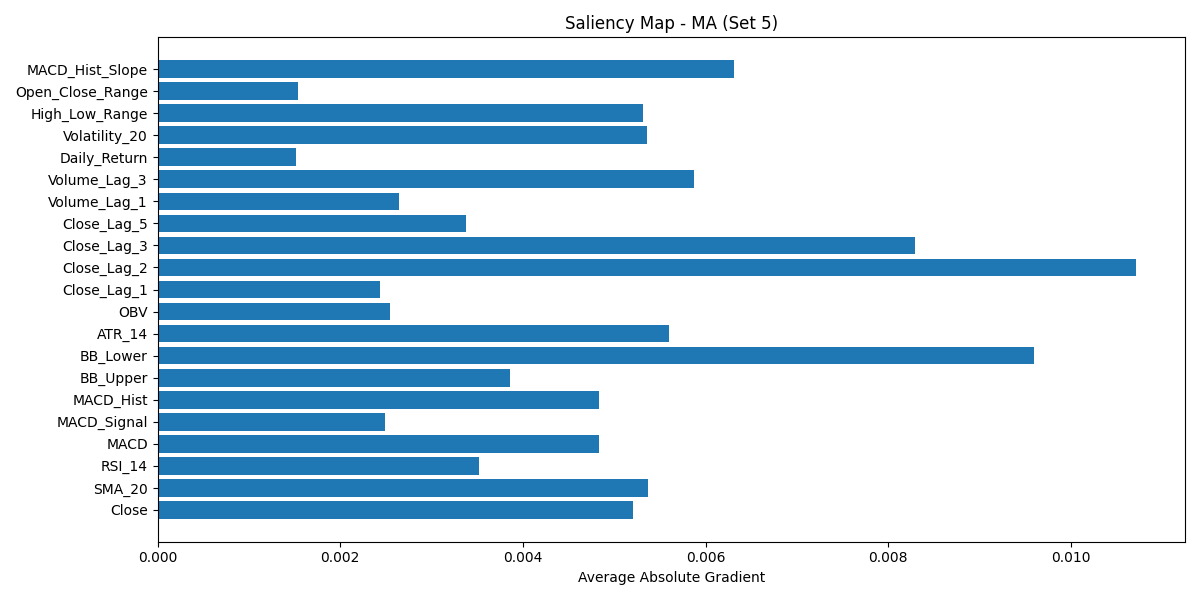 Saliency Map - MA (Set 5)
MACD_Hist_Slope
Open_Close_Range
High_Low_Range
Volatility_20
Daily_Return
Volume_Lag_3
Volume_Lag_1
Close_Lag_5
Close_Lag_3
Close_Lag_2
Close_Lag_1
OBV
ATR_14
BB_Lower
BB_Upper
MACD_Hist
MACD_Signal
MACD
RSI_14
SMA_20
Close
0.000 0.002 0.004 0.006 0.008 0.010
Average Absolute Gradient